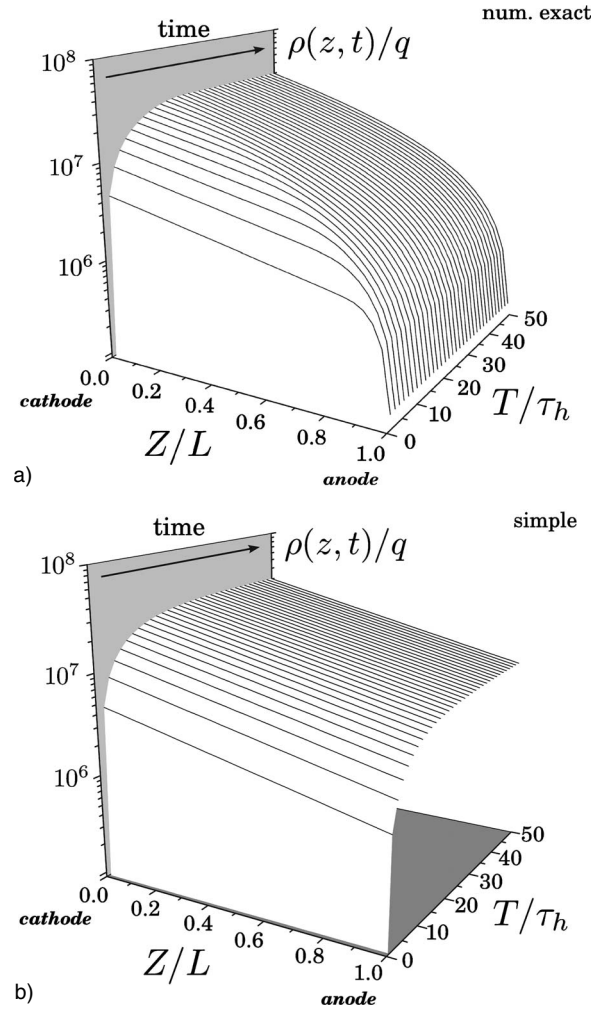 num. exact
time
ρ(z, t)/q
10^8
10^7
10^6
0.0
0.2
0.4
0.6
0.8
1.0
cathode
Z/L
anode
0
10
20
30
40
50
T/τ_h
a)
simple
time
ρ(z, t)/q
10^8
10^7
10^6
0.0
0.2
0.4
0.6
0.8
1.0
cathode
Z/L
anode
0
10
20
30
40
50
T/τ_h
b)